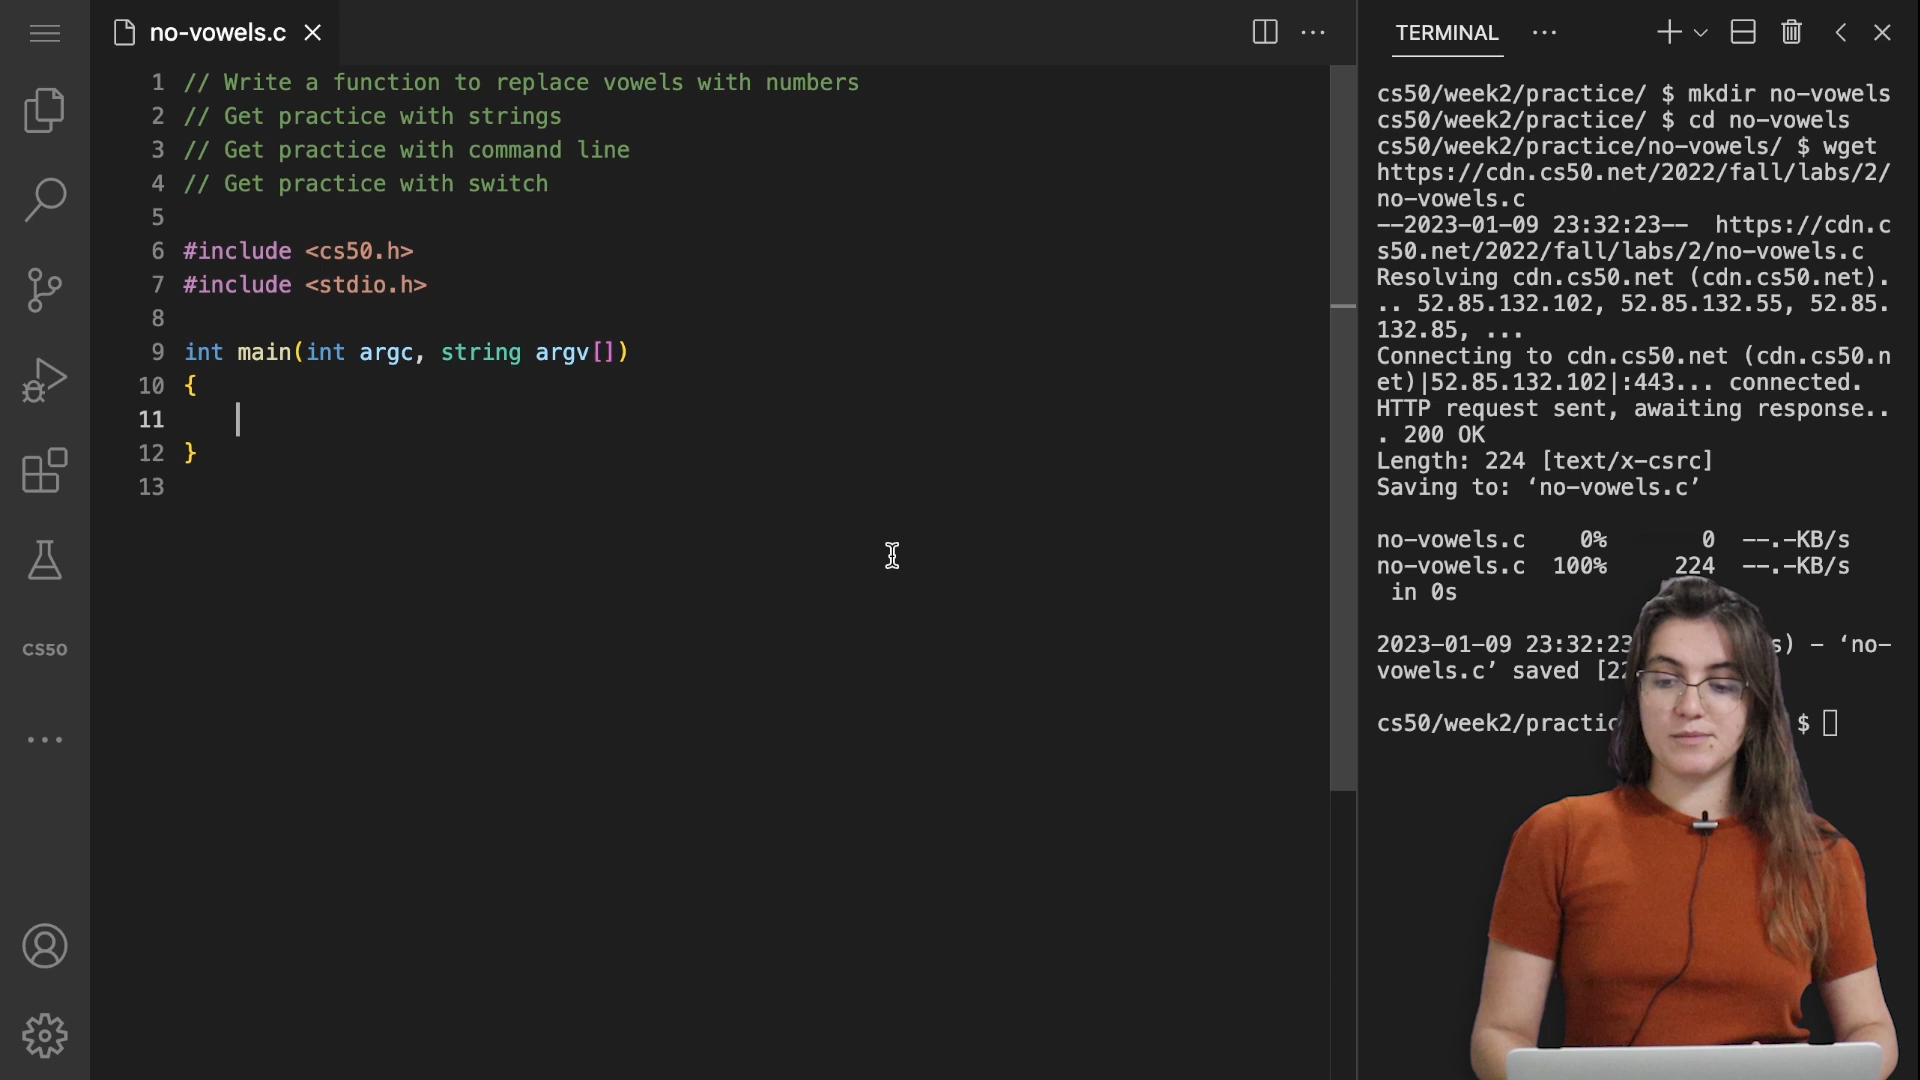 no-vowels.c
1 // Write a function to replace vowels with numbers
2 // Get practice with strings
3 // Get practice with command line
4 // Get practice with switch
5
6 #include <cs50.h>
7 #include <stdio.h>
8
9 int main(int argc, string argv[])
10 {
11
12 }
13
CS50
TERMINAL
cs50/week2/practice/ $ mkdir no-vowels
cs50/week2/practice/ $ cd no-vowels
cs50/week2/practice/no-vowels/ $ wget
https://cdn.cs50.net/2022/fall/labs/2/
no-vowels.c
--2023-01-09 23:32:23--  https://cdn.c
s50.net/2022/fall/labs/2/no-vowels.c
Resolving cdn.cs50.net (cdn.cs50.net).
.. 52.85.132.102, 52.85.132.55, 52.85.
132.85, ...
Connecting to cdn.cs50.net (cdn.cs50.n
et)|52.85.132.102|:443... connected.
HTTP request sent, awaiting response..
. 200 OK
Length: 224 [text/x-csrc]
Saving to: ‘no-vowels.c’
no-vowels.c    0%       0  --.-KB/s
no-vowels.c  100%     224  --.-KB/s
in 0s
2023-01-09 23:32:23 s) - ‘no-
vowels.c’ saved [22
cs50/week2/practic $